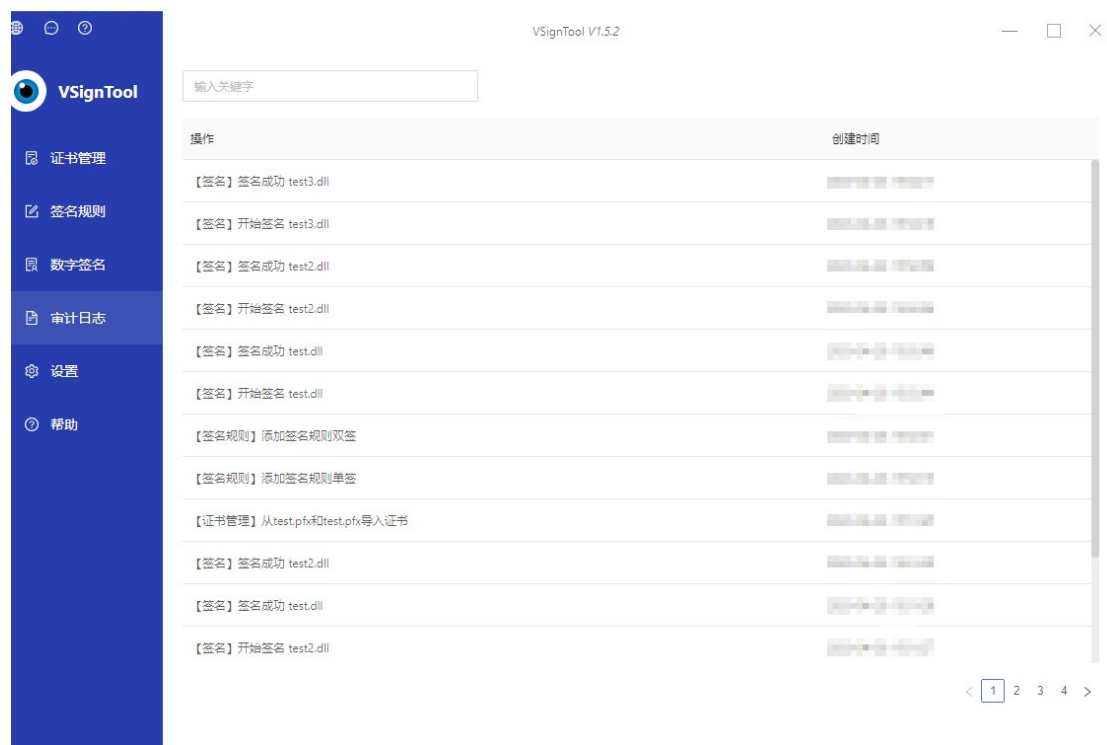 VSignTool V1.5.2
VSignTool
证书管理
签名规则
数字签名
审计日志
设置
帮助
输入关键字
操作 创建时间
【签名】签名成功 test3.dll
【签名】开始签名 test3.dll
【签名】签名成功 test2.dll
【签名】开始签名 test2.dll
【签名】签名成功 test.dll
【签名】开始签名 test.dll
【签名规则】添加签名规则双签
【签名规则】添加签名规则单签
【证书管理】从test.pfx和test.pfx导入证书
【签名】签名成功 test2.dll
【签名】签名成功 test.dll
【签名】开始签名 test2.dll
< 1 2 3 4 >